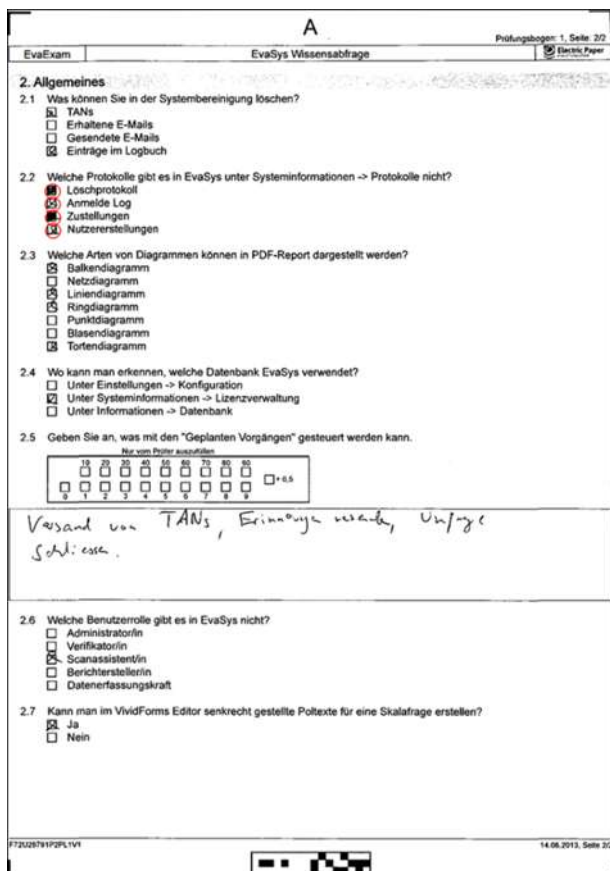 A
Prüfungsbogen: 1, Seite: 2/2
EvaExam
EvaSys Wissensabfrage
Electric Paper
2. Allgemeines
2.1 Was können Sie in der Systembereinigung löschen?
TANs
Erhaltene E-Mails
Gesendete E-Mails
Einträge im Logbuch
2.2 Welche Protokolle gibt es in EvaSys unter Systeminformationen -> Protokolle nicht?
Löschprotokoll
Anmelde Log
Zustellungen
Nutzererstellungen
2.3 Welche Arten von Diagrammen können in PDF-Report dargestellt werden?
Balkendiagramm
Netzdiagramm
Liniendiagramm
Ringdiagramm
Punktdiagramm
Blasendiagramm
Tortendiagramm
2.4 Wo kann man erkennen, welche Datenbank EvaSys verwendet?
Unter Einstellungen -> Konfiguration
Unter Systeminformationen -> Lizenzverwaltung
Unter Informationen -> Datenbank
2.5 Geben Sie an, was mit den "Geplanten Vorgängen" gesteuert werden kann.
Nur vom Prüfer auszufüllen
10 20 30 40 50 60 70 80 90
+ 0,5
0 1 2 3 4 5 6 7 8 9
Versand von TANs, Erinnerungen, Umfrage
Schliessen.
2.6 Welche Benutzerrolle gibt es in EvaSys nicht?
Administrator/in
Verifikator/in
Scanassistent/in
Berichtersteller/in
Datenerfassungskraft
2.7 Kann man im VividForms Editor senkrecht gestellte Poltexte für eine Skalafrage erstellen?
Ja
Nein
F72U28791P2PL1V1
14.06.2013, Seite 2/2